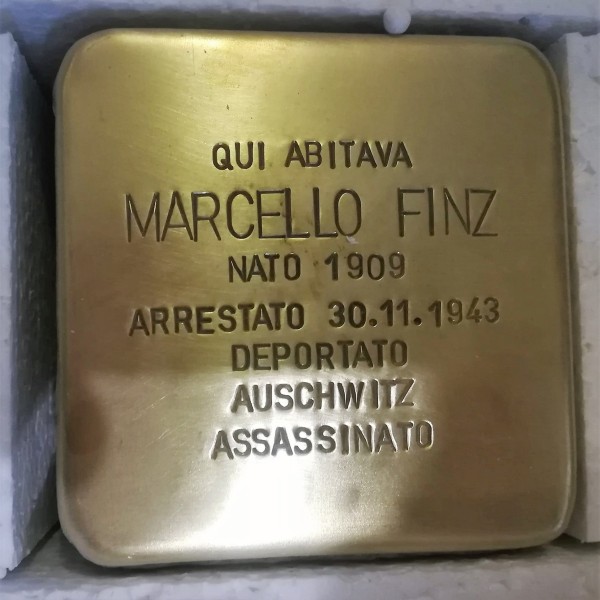 QUI ABITAVA
MARCELLO FINZ
NATO 1909
ARRESTATO 30.11.1943
DEPORTATO
AUSCHWITZ
ASSASSINATO